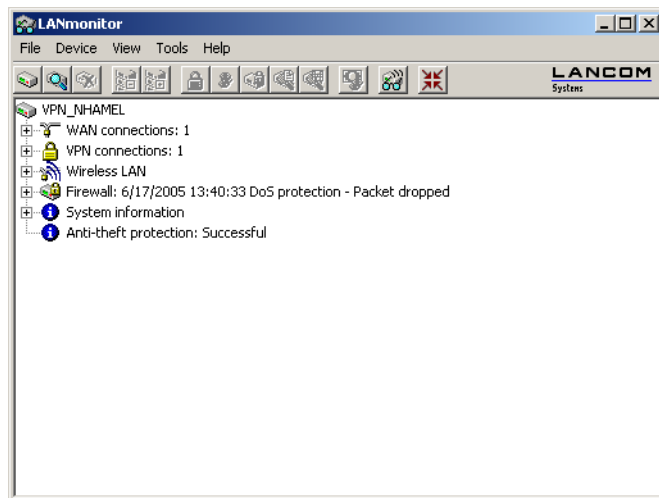 LANmonitor
File Device View Tools Help
LANCOM
Systems
VPN_NHAMEL
WAN connections: 1
VPN connections: 1
Wireless LAN
Firewall: 6/17/2005 13:40:33 DoS protection - Packet dropped
System information
Anti-theft protection: Successful